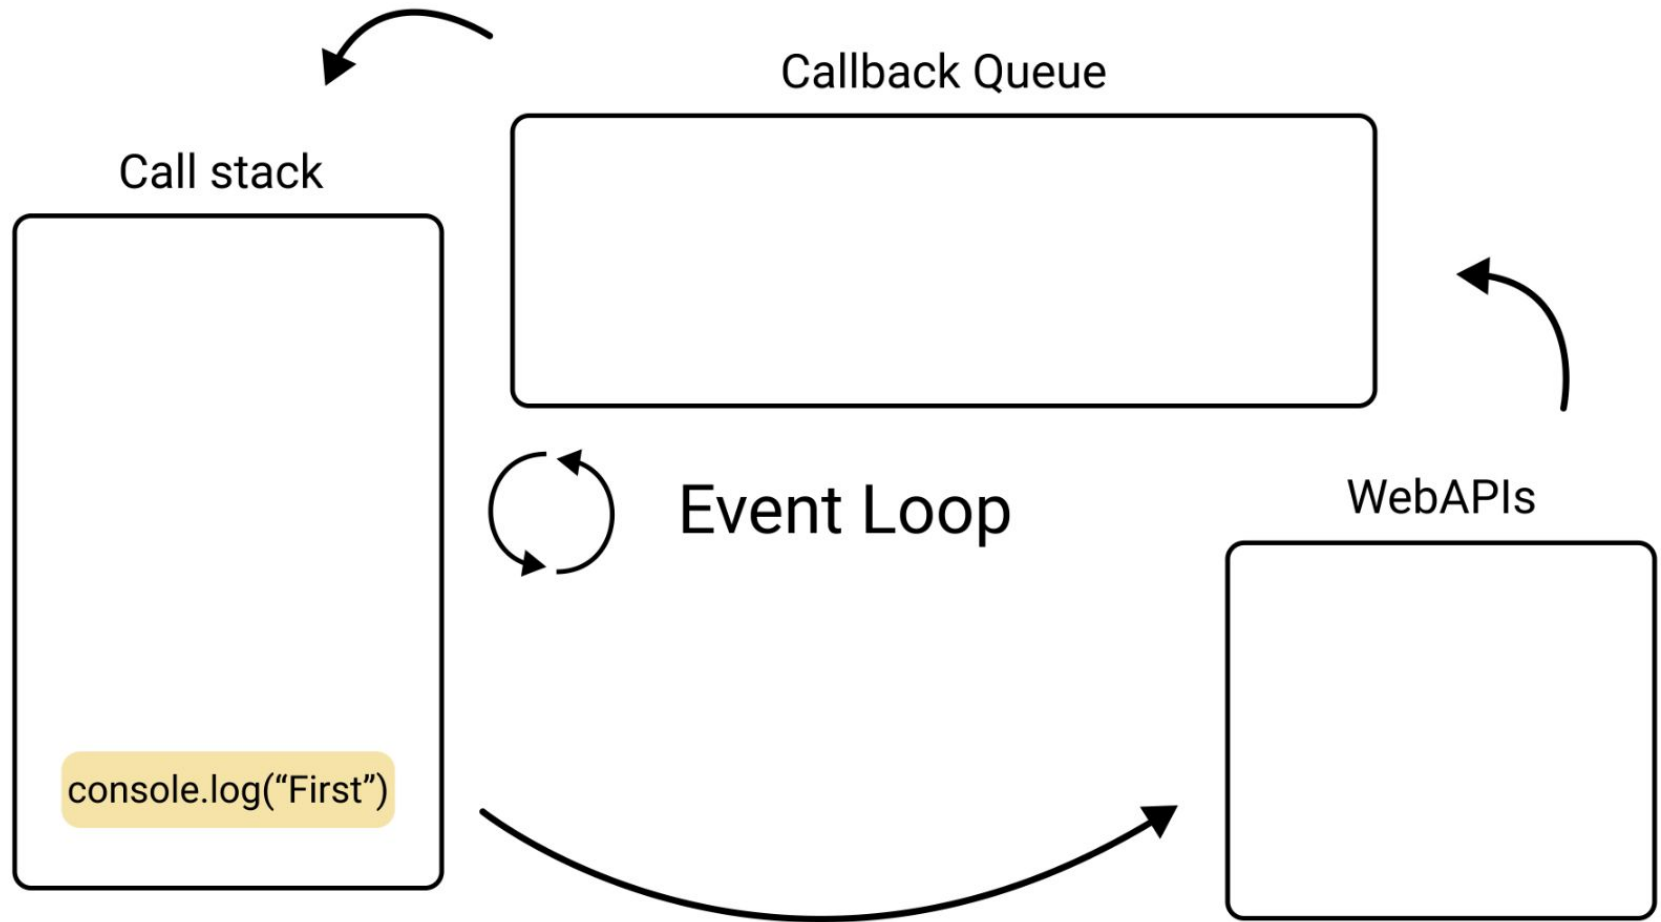 Callback Queue
Call stack
Event Loop
WebAPIs
console.log(“First”)